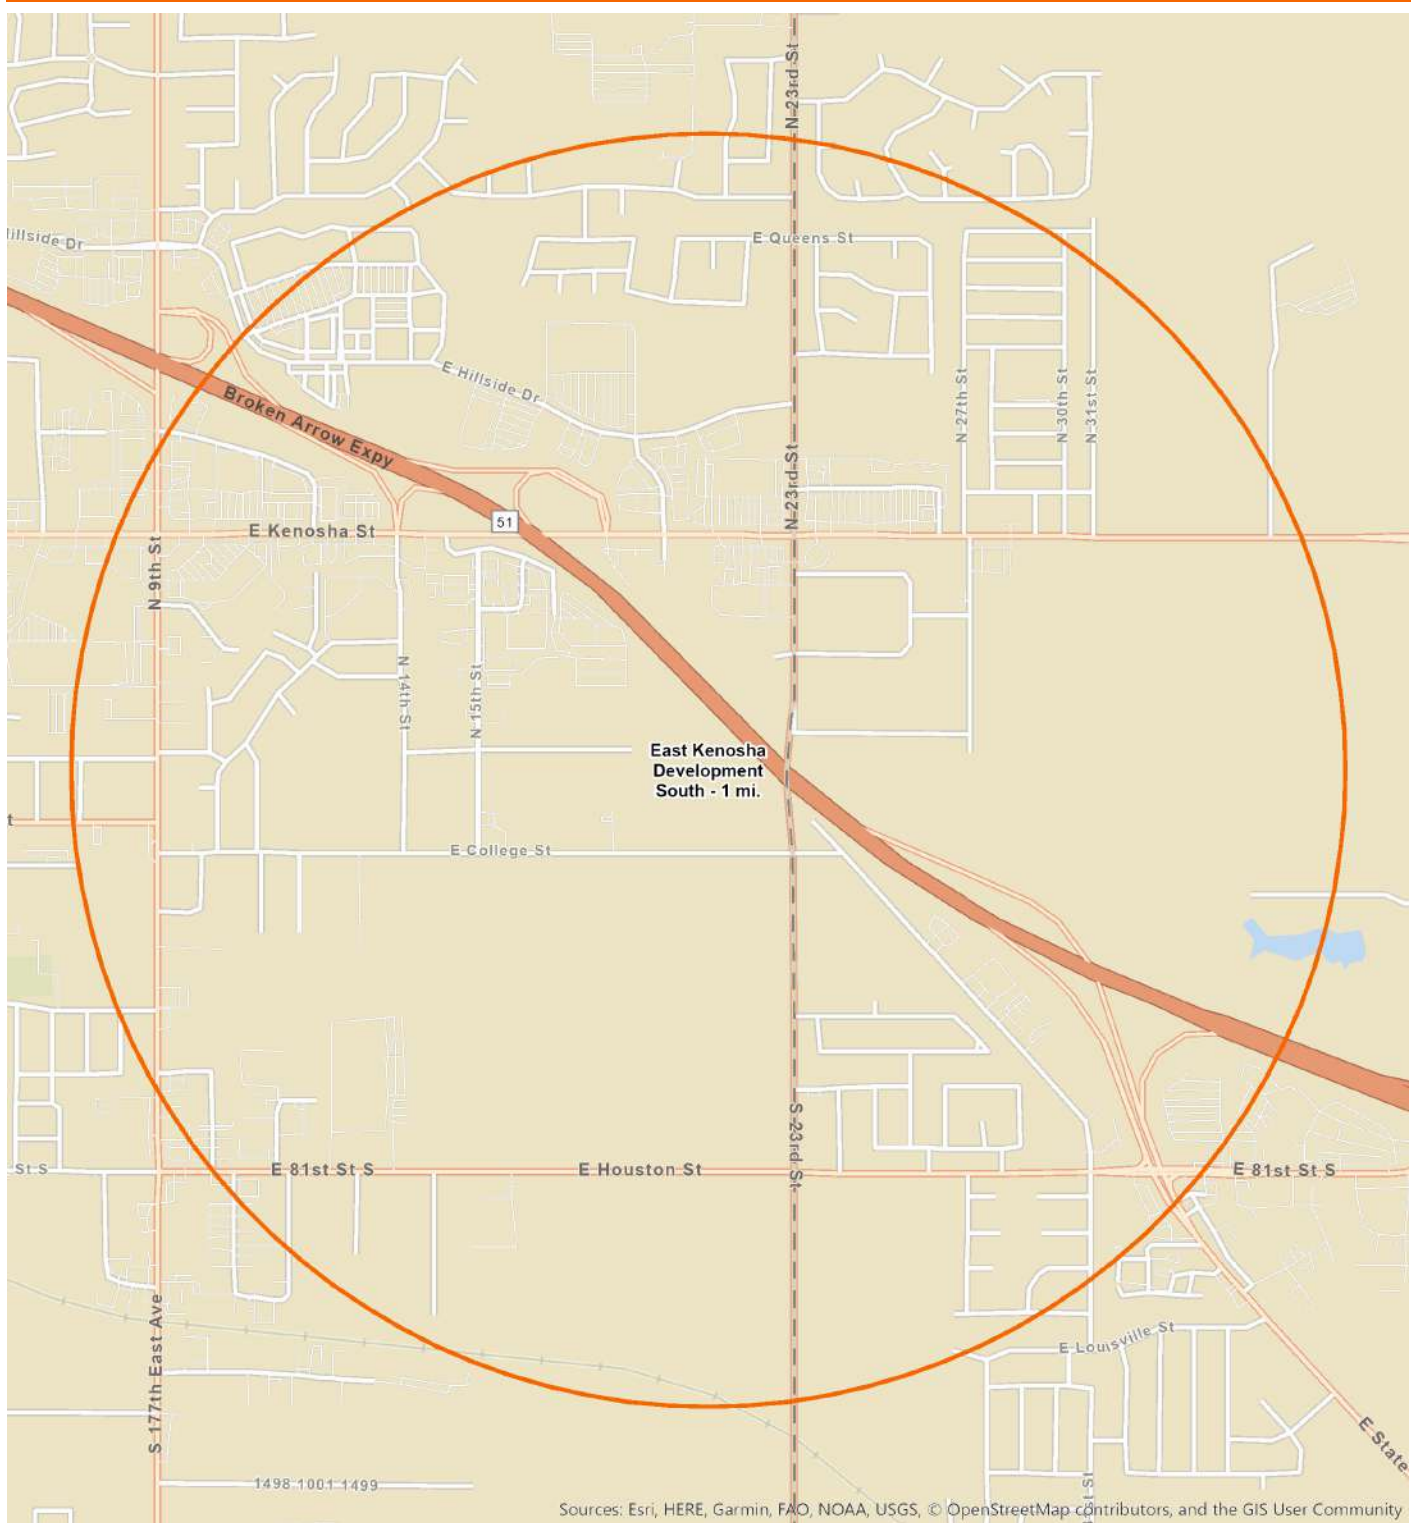 N 23rd St
E Queens St
illside Dr
E Hillside Dr
Broken Arrow Expy
N 27th St
N 30th St
N 31st St
N 23rd St
51
E Kenosha St
N 9th St
N 14th St
N 15th St
East Kenosha
Development
South - 1 mi.
t
E College St
S 23rd St
St S
E 81st St S
E Houston St
E 81st St S
S 177th East Ave
E Louisville St
E State
1498 1001 1499
1st St
Sources: Esri, HERE, Garmin, FAO, NOAA, USGS, © OpenStreetMap contributors, and the GIS User Community